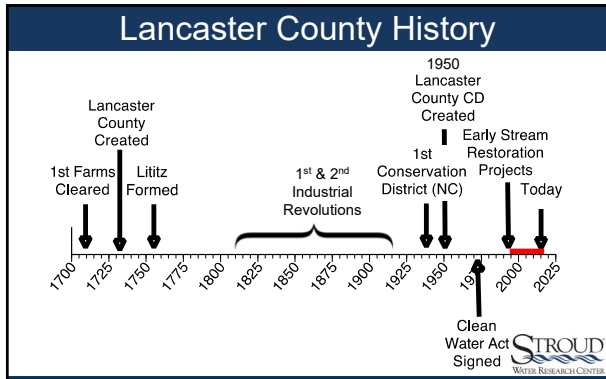 Lancaster County History
1950
Lancaster
County CD
Created
Lancaster
County
Created
Early Stream
Restoration
Projects
1st Farms
Cleared
Lititz
Formed
1st & 2nd
Industrial
Revolutions
1st
Conservation
District (NC)
Today
1700
1725
1750
1775
1800
1825
1850
1875
1900
1925
1950
1975
2000
2025
Clean
Water Act
Signed
STROUD
WATER RESEARCH CENTER